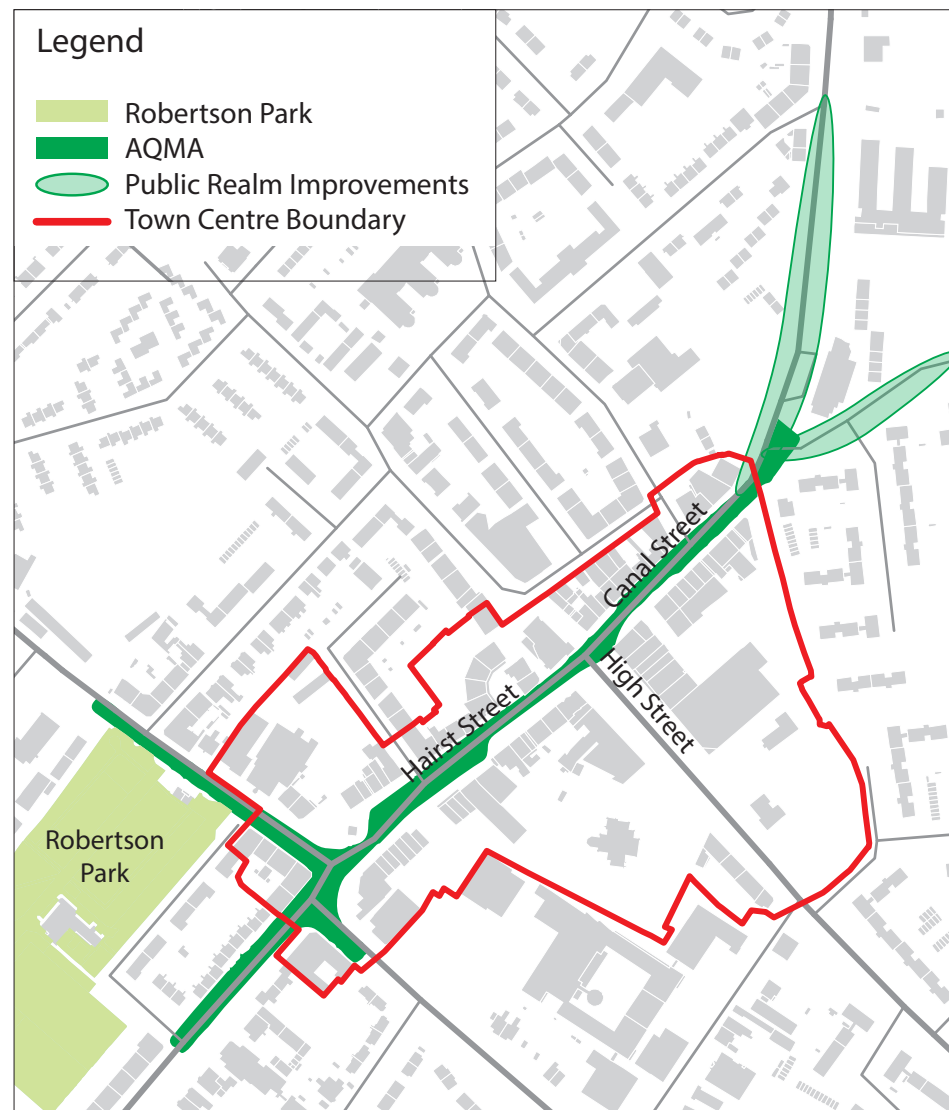 Legend
Robertson Park
AQMA
Public Realm Improvements
Town Centre Boundary
Canal Street
High Street
Hairst Street
Robertson
Park